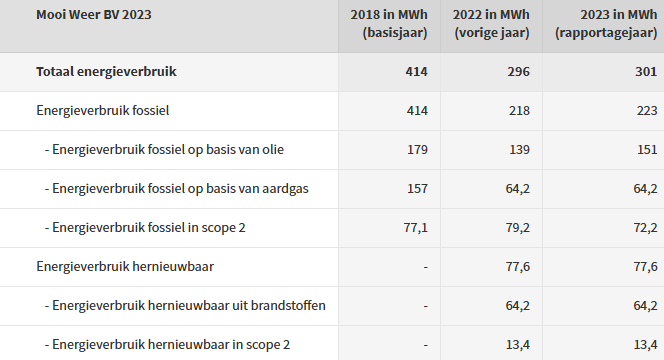 Mooi Weer BV 2023 2018 in MWh 2022 in MWh 2023 in MWh
(basisjaar) (vorige jaar) (rapportagejaar)
Totaal energieverbruik 414 296 301
Energieverbruik fossiel 414 218 223
- Energieverbruik fossiel op basis van olie 179 139 151
- Energieverbruik fossiel op basis van aardgas 157 64,2 64,2
- Energieverbruik fossiel in scope 2 77,1 79,2 72,2
Energieverbruik hernieuwbaar - 77,6 77,6
- Energieverbruik hernieuwbaar uit brandstoffen - 64,2 64,2
- Energieverbruik hernieuwbaar in scope 2 - 13,4 13,4